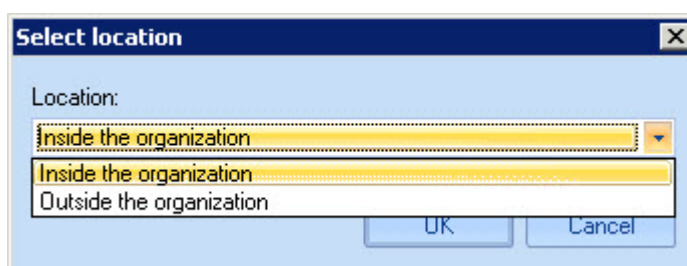 Select location
Location:
Inside the organization
Inside the organization
Outside the organization
OK Cancel